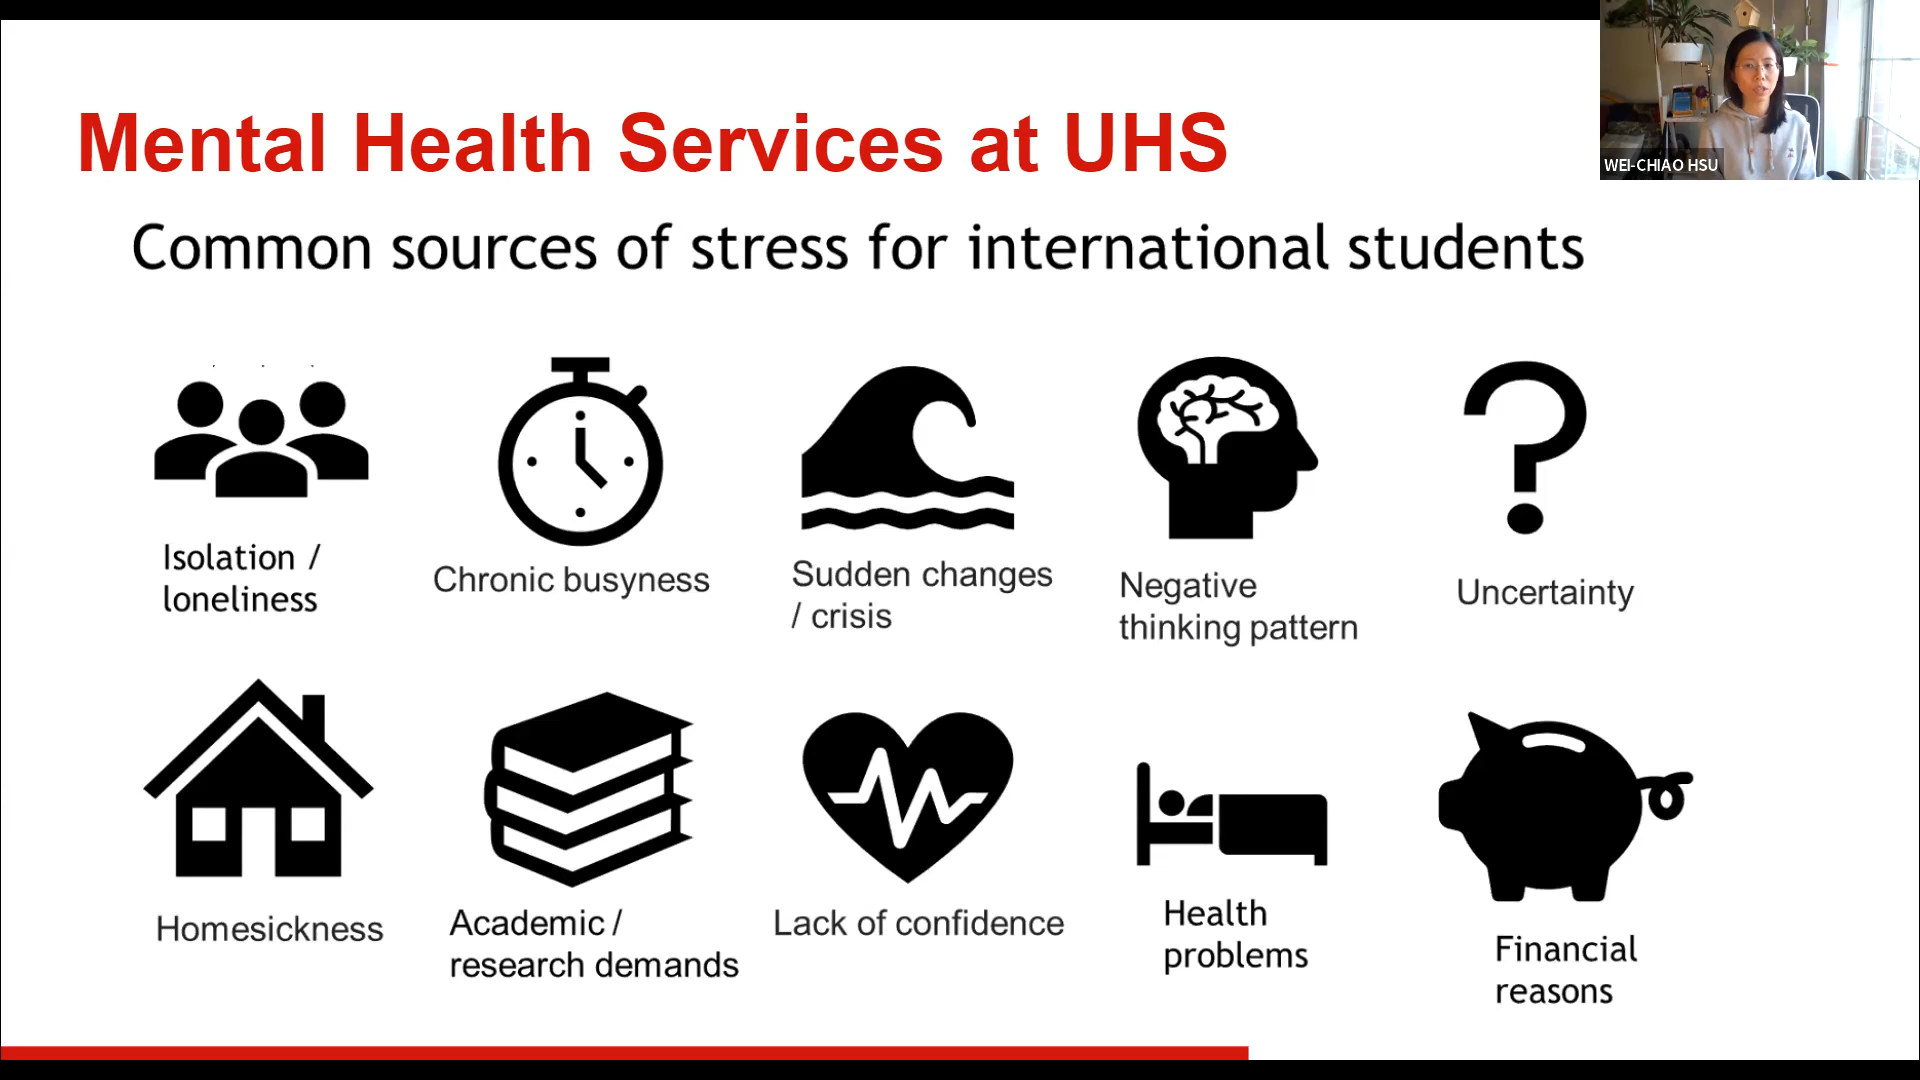 Mental Health Services at UHS
WEI-CHIAO HSU
Common sources of stress for international students
Isolation /
loneliness
Chronic busyness
Sudden changes
/ crisis
Negative
thinking pattern
Uncertainty
Homesickness
Academic /
research demands
Lack of confidence
Health
problems
Financial
reasons